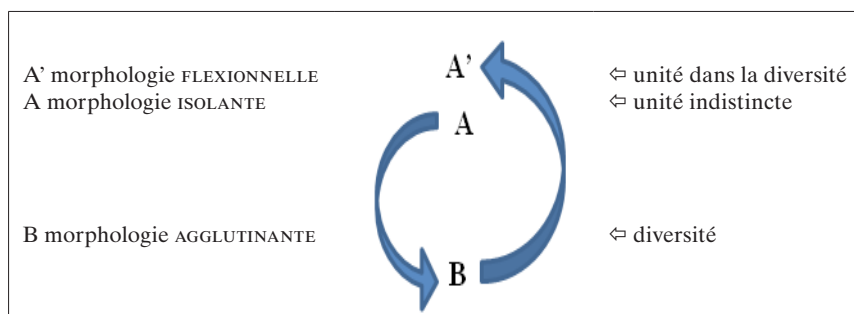 A’ morphologie FLEXIONNELLE A’ ⇦ unité dans la diversité
A morphologie ISOLANTE A ⇦ unité indistincte
B morphologie AGGLUTINANTE B ⇦ diversité